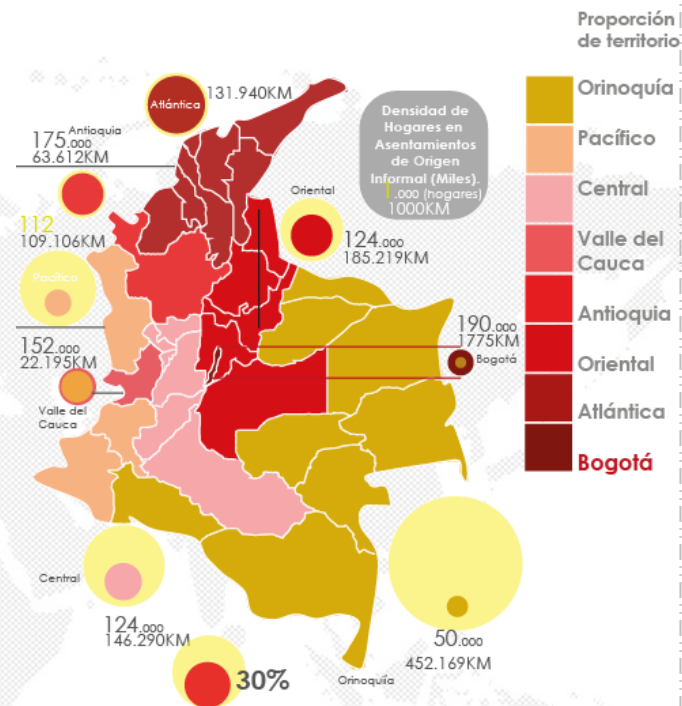 Proporción
de territorio
Orinoquía
Pacífico
Central
Valle del
Cauca
Antioquia
Oriental
Atlántica
Bogotá
Atlántica
131.940KM
Densidad de
Hogares en
Asentamientos
de Origen
Informal (Miles).
1.000 (hogares)
1000KM
Antioquia
175.000
63.612KM
Oriental
124.000
185.219KM
112
109.106KM
Pacífico
190.000
1775KM
Bogotá
152.000
22.195KM
Valle del
Cauca
Central
124.000
146.290KM
50.000
452.169KM
30%
Orinoquía